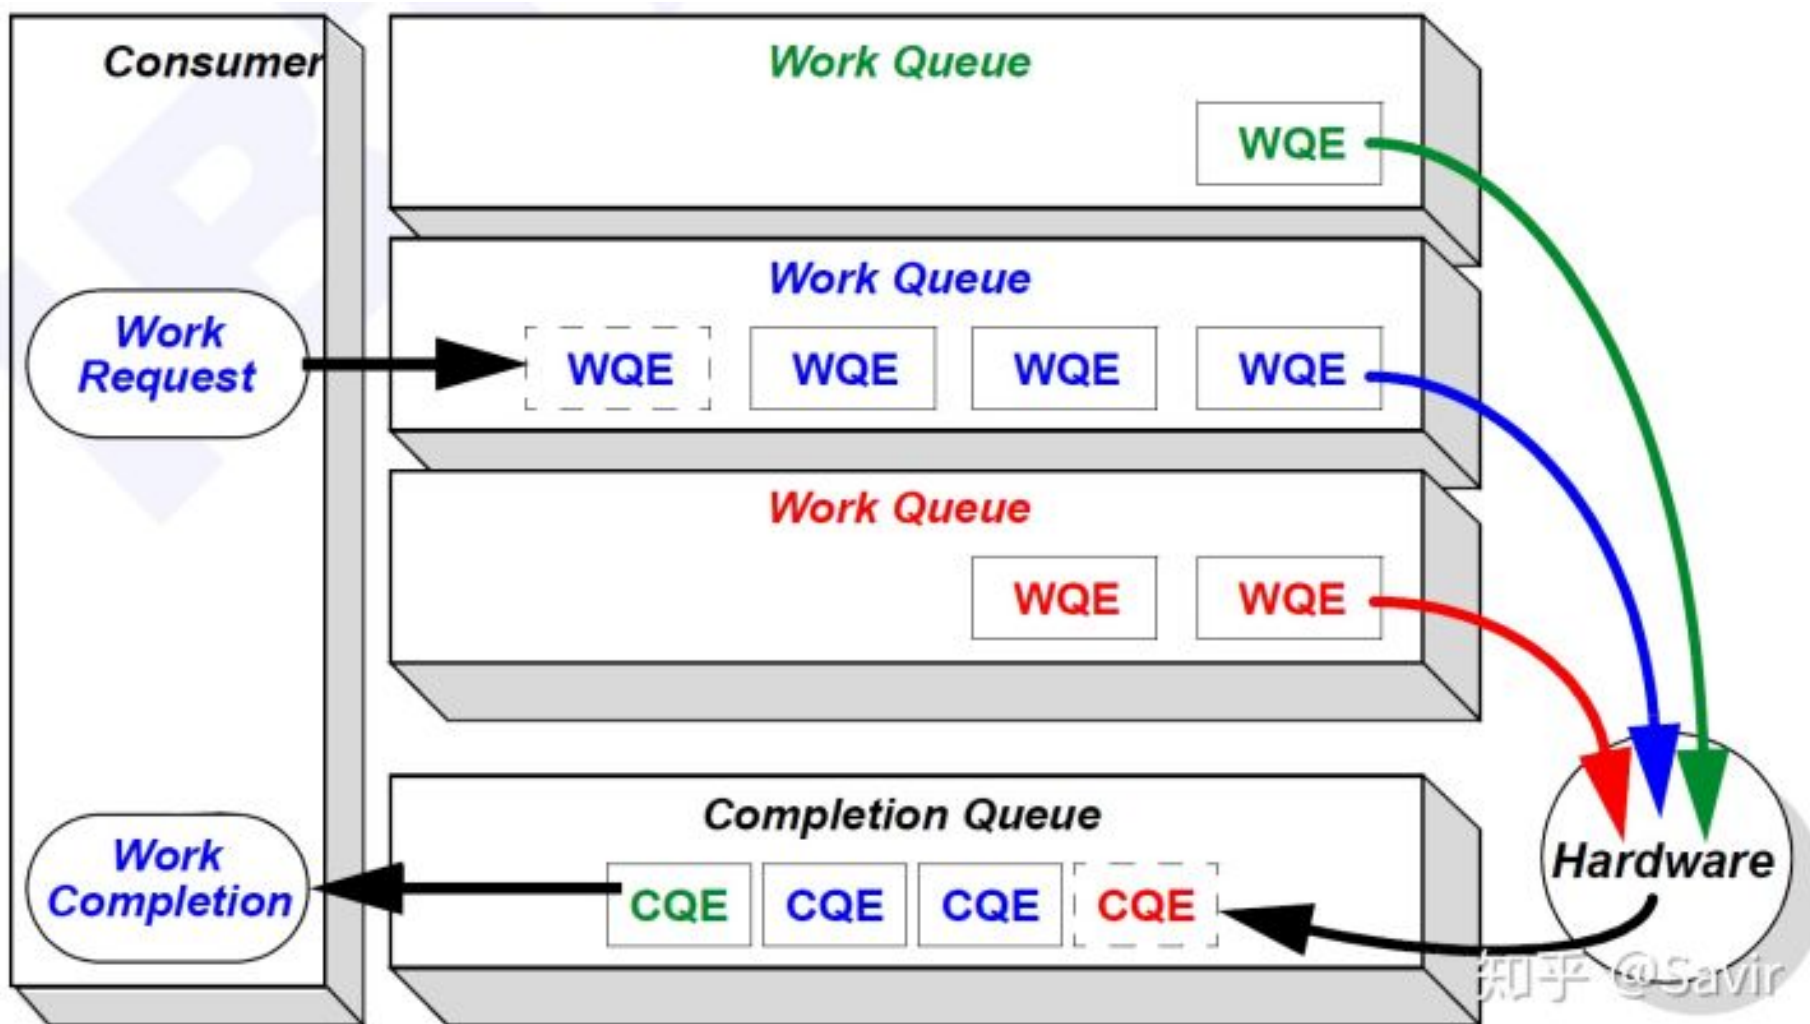 Consumer
Work Queue
WQE
Work Queue
Work
Request
WQE WQE WQE WQE
Work Queue
WQE WQE
Completion Queue
Work
Completion
CQE CQE CQE CQE
Hardware
知乎 @Savir